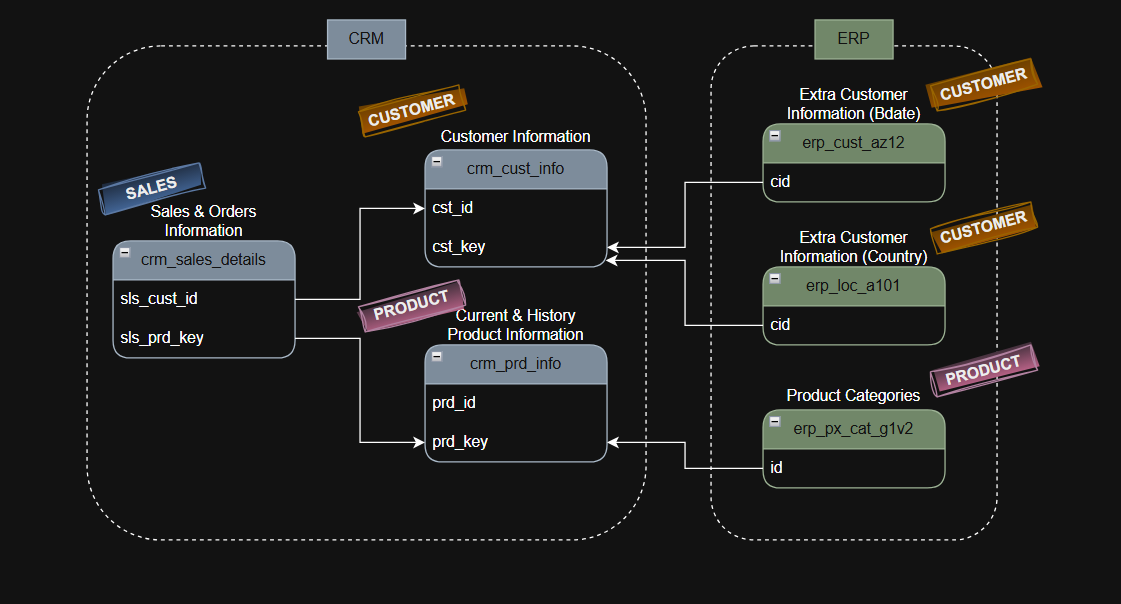 CRM
CUSTOMER
Customer Information
crm_cust_info
cst_id
cst_key
SALES
Sales & Orders
Information
crm_sales_details
sls_cust_id
sls_prd_key
PRODUCT
Current & History
Product Information
crm_prd_info
prd_id
prd_key
ERP
CUSTOMER
Extra Customer
Information (Bdate)
erp_cust_az12
cid
CUSTOMER
Extra Customer
Information (Country)
erp_loc_a101
cid
PRODUCT
Product Categories
erp_px_cat_g1v2
id